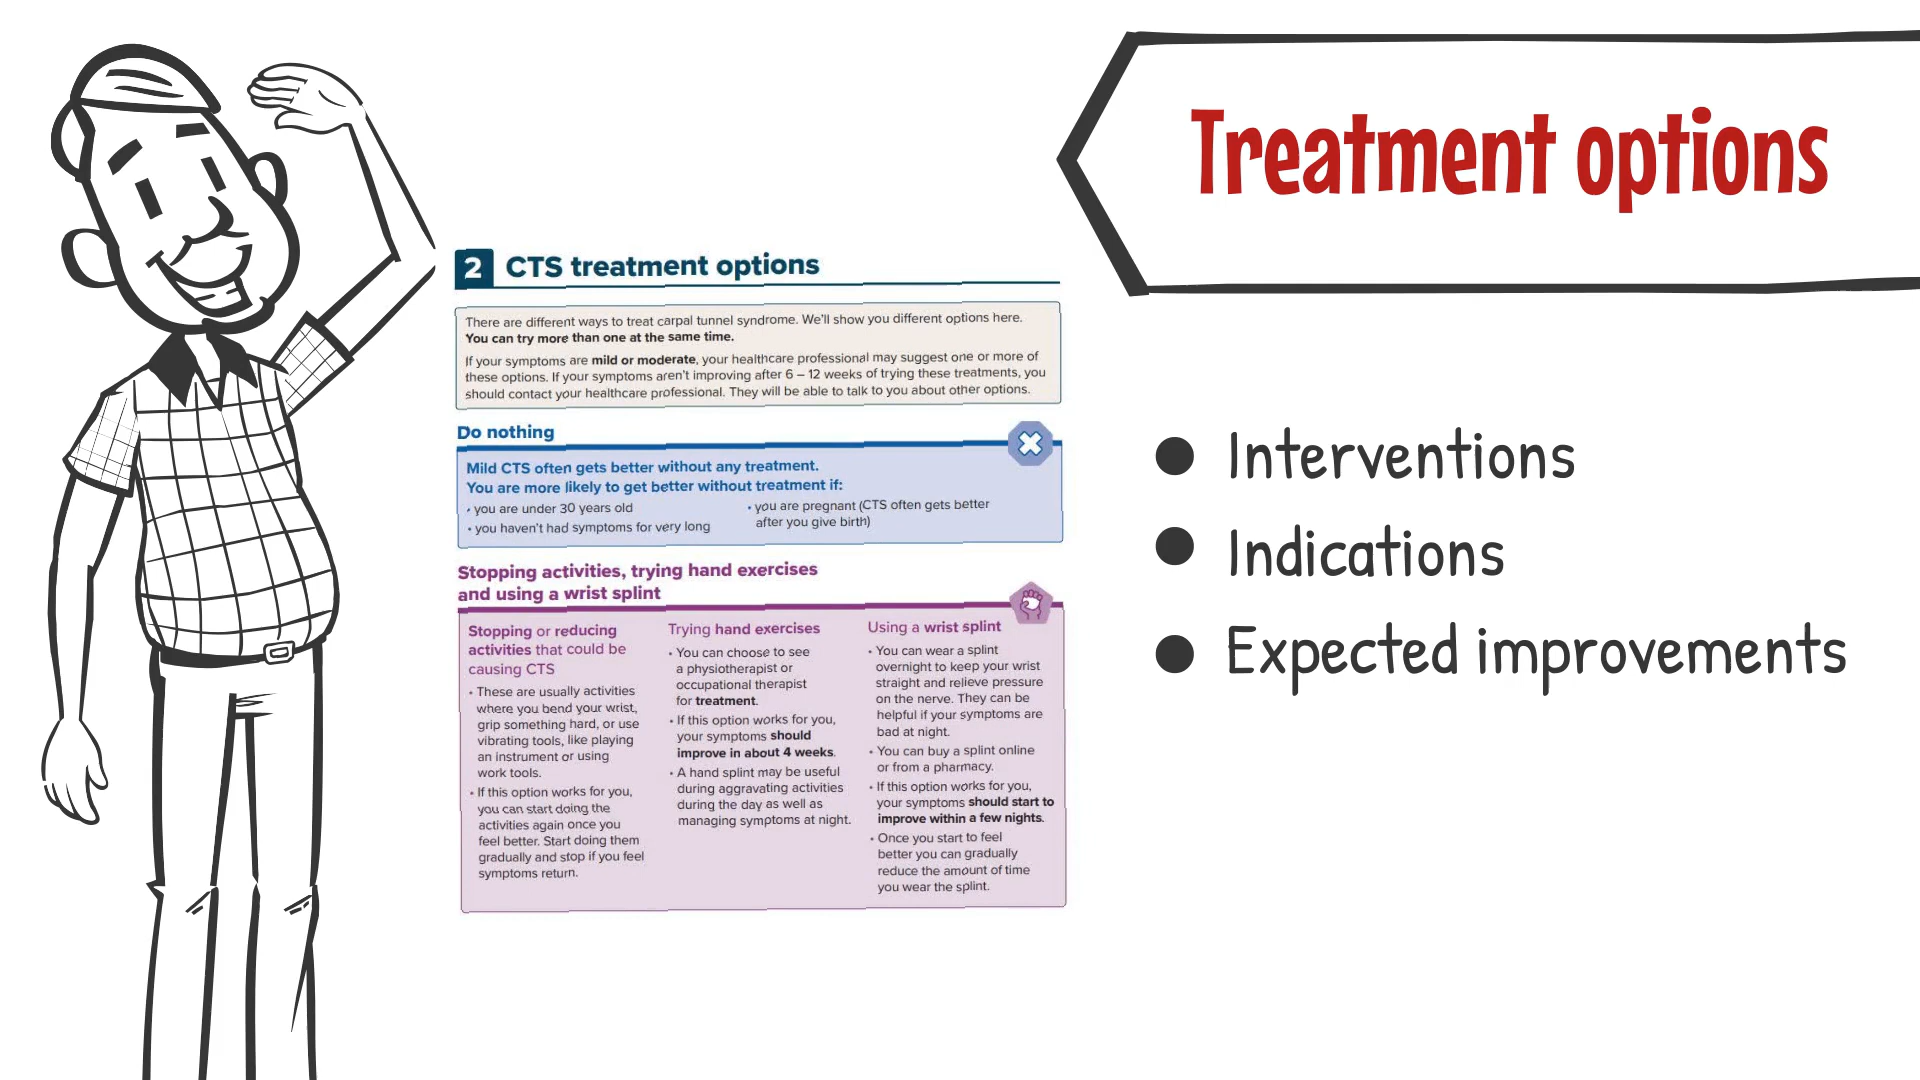 Treatment options
2 CTS treatment options
There are different ways to treat carpal tunnel syndrome. We'll show you different options here.
You can try more than one at the same time.
If your symptoms are mild or moderate, your healthcare professional may suggest one or more of
these options. If your symptoms aren't improving after 6 – 12 weeks of trying these treatments, you
should contact your healthcare professional. They will be able to talk to you about other options.
Do nothing
Mild CTS often gets better without any treatment.
You are more likely to get better without treatment if:
• you are under 30 years old
• you haven't had symptoms for very long
• you are pregnant (CTS often gets better
after you give birth)
Stopping activities, trying hand exercises
and using a wrist splint
Stopping or reducing
activities that could be
causing CTS
• These are usually activities
where you bend your wrist,
grip something hard, or use
vibrating tools, like playing
an instrument or using
work tools.
• If this option works for you,
you can start doing the
activities again once you
feel better. Start doing them
gradually and stop if you feel
symptoms return.
Trying hand exercises
• You can choose to see
a physiotherapist or
occupational therapist
for treatment.
• If this option works for you,
your symptoms should
improve in about 4 weeks.
• A hand splint may be useful
during aggravating activities
during the day as well as
managing symptoms at night.
Using a wrist splint
• You can wear a splint
overnight to keep your wrist
straight and relieve pressure
on the nerve. They can be
helpful if your symptoms are
bad at night.
• You can buy a splint online
or from a pharmacy.
• If this option works for you,
your symptoms should start to
improve within a few nights.
• Once you start to feel
better you can gradually
reduce the amount of time
you wear the splint.
● Interventions
● Indications
● Expected improvements